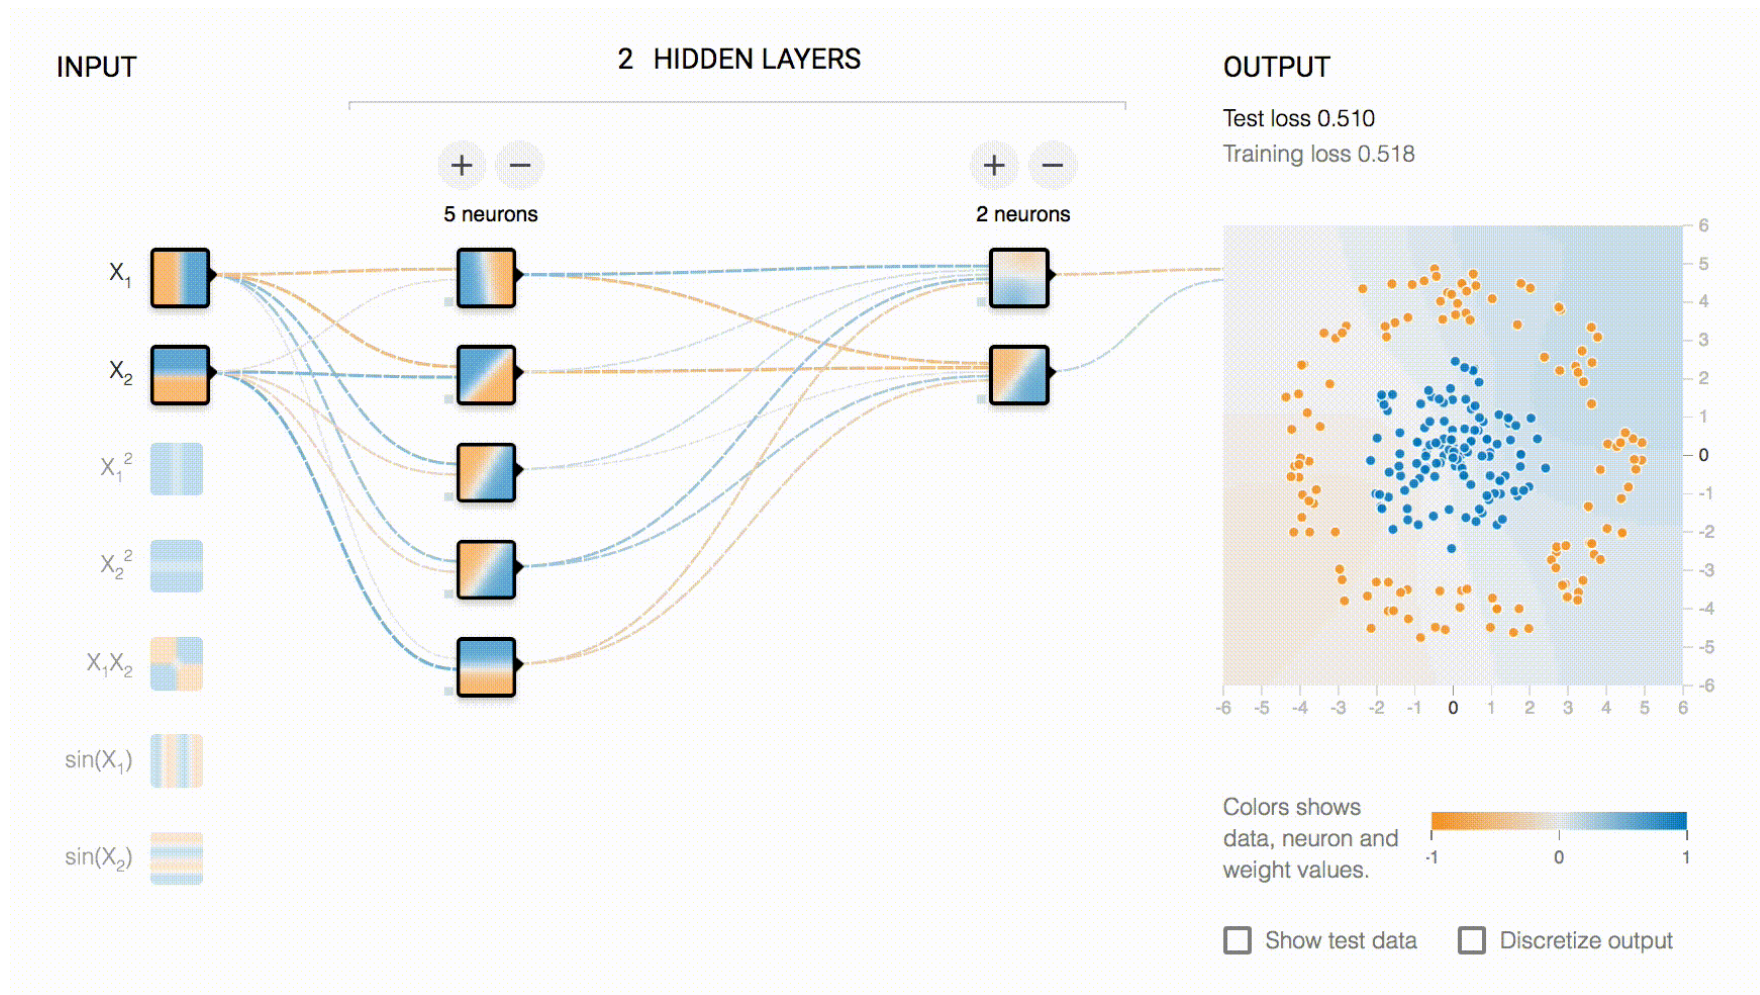 INPUT
2 HIDDEN LAYERS
OUTPUT
Test loss 0.510
Training loss 0.518
+ −
+ −
5 neurons
2 neurons
X₁
X₂
X₁²
X₂²
X₁X₂
sin(X₁)
sin(X₂)
6
5
4
3
2
1
0
-1
-2
-3
-4
-5
-6
-6 -5 -4 -3 -2 -1 0 1 2 3 4 5 6
Colors shows
data, neuron and
weight values.
-1 0 1
Show test data
Discretize output